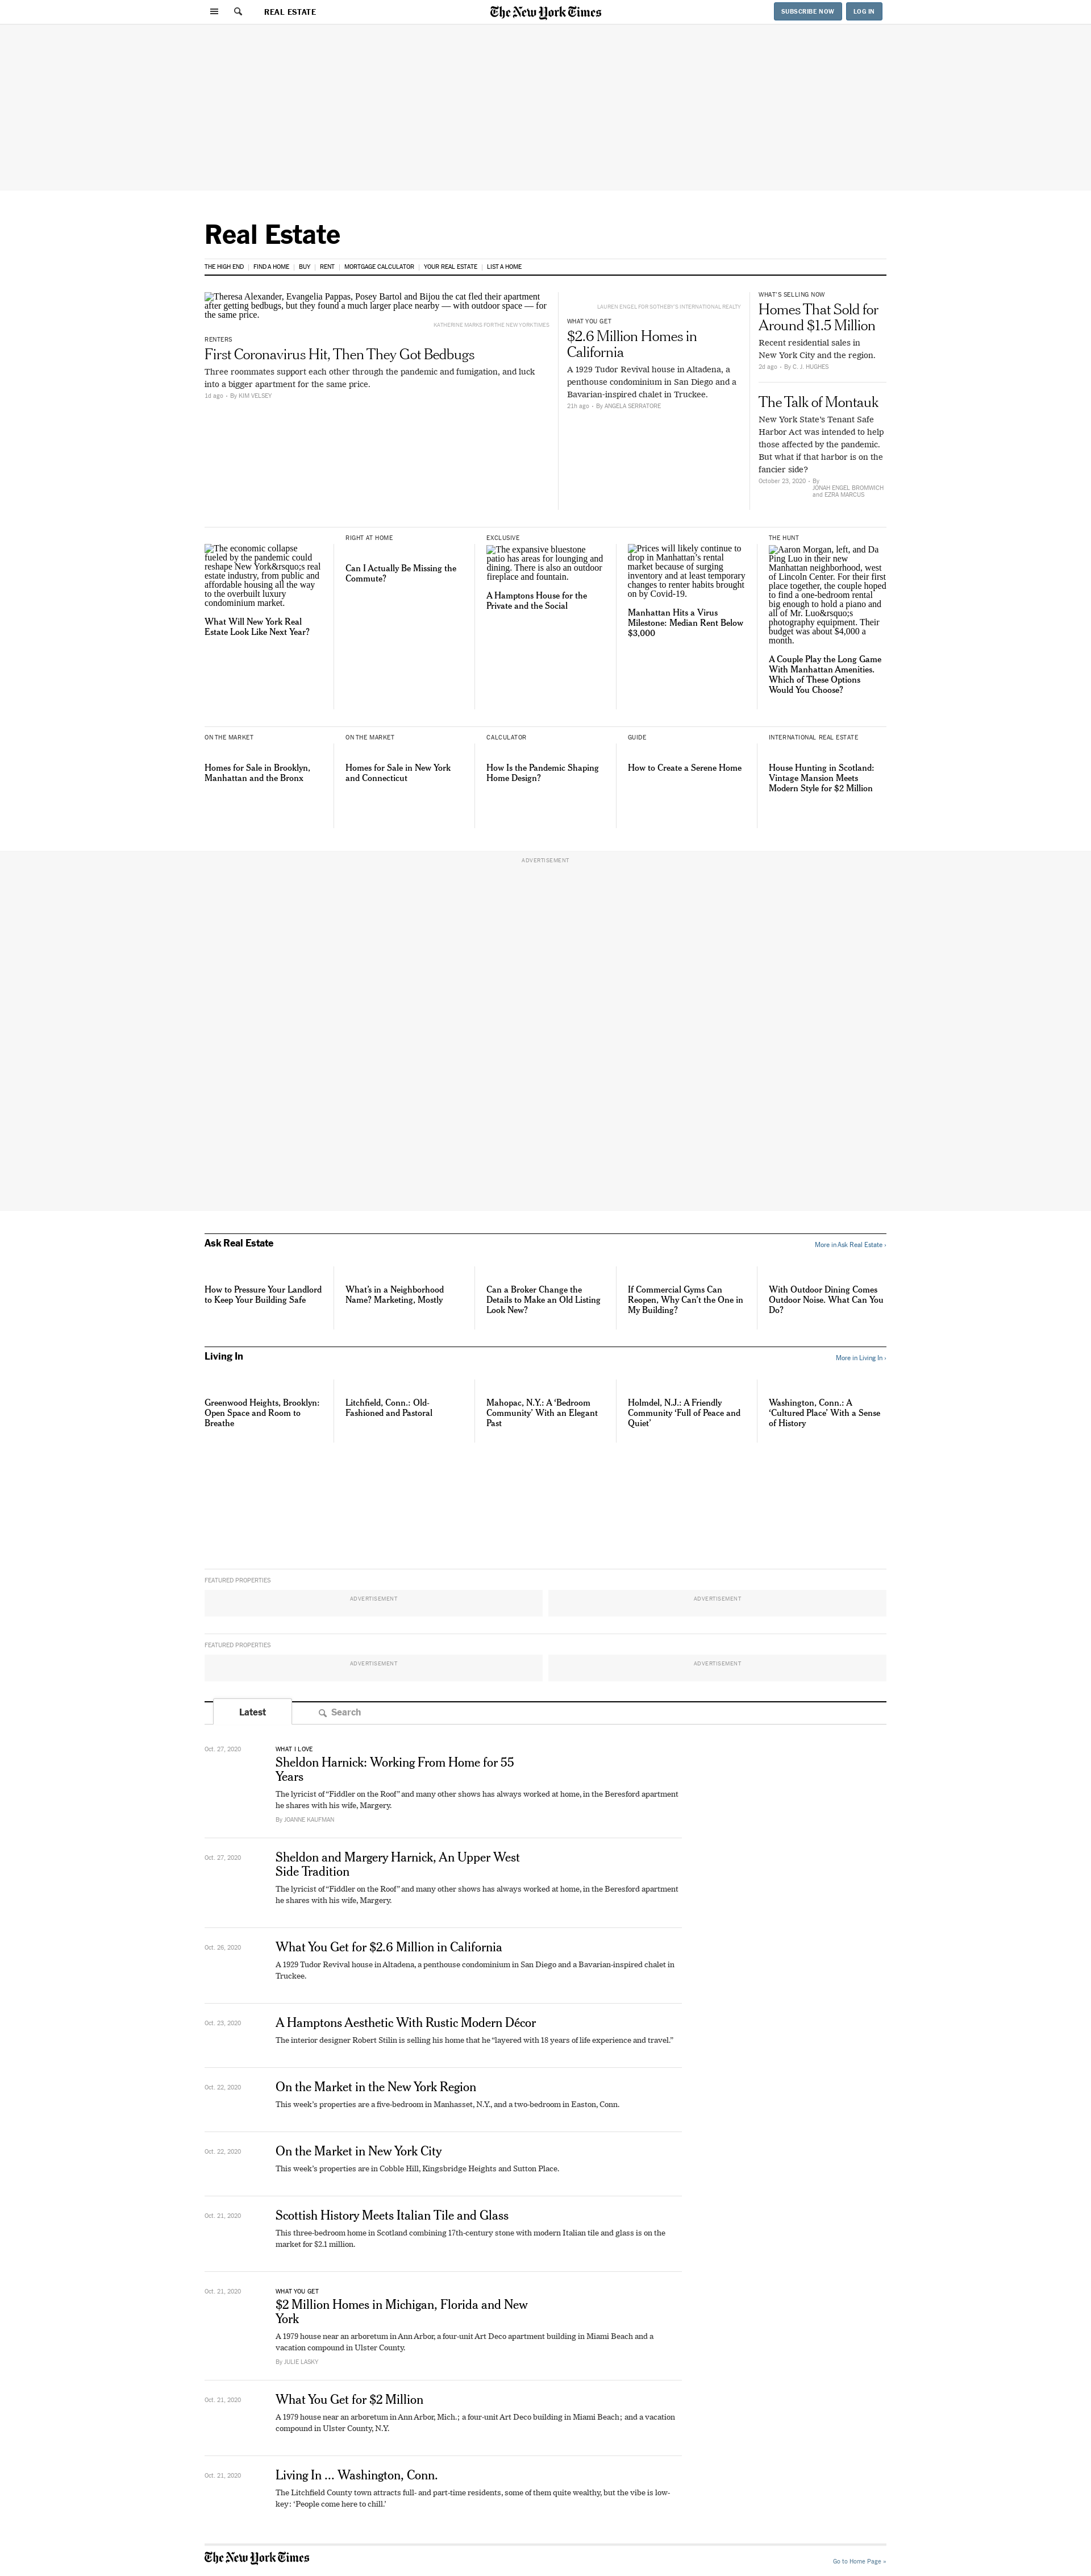 REAL ESTATE
The New York Times
SUBSCRIBE NOW
LOG IN
Real Estate
THE HIGH END
FIND A HOME
BUY
RENT
MORTGAGE CALCULATOR
YOUR REAL ESTATE
LIST A HOME
Theresa Alexander, Evangelia Pappas, Posey Bartol and Bijou the cat fled their apartment
after getting bedbugs, but they found a much larger place nearby — with outdoor space — for
the same price.
KATHERINE MARKS FOR THE NEW YORK TIMES
RENTERS
First Coronavirus Hit, Then They Got Bedbugs
Three roommates support each other through the pandemic and fumigation, and luck
into a bigger apartment for the same price.
1d ago - By KIM VELSEY
LAUREN ENGEL FOR SOTHEBY'S INTERNATIONAL REALTY
WHAT YOU GET
$2.6 Million Homes in
California
A 1929 Tudor Revival house in Altadena, a
penthouse condominium in San Diego and a
Bavarian-inspired chalet in Truckee.
21h ago - By ANGELA SERRATORE
WHAT'S SELLING NOW
Homes That Sold for
Around $1.5 Million
Recent residential sales in
New York City and the region.
2d ago - By C. J. HUGHES
The Talk of Montauk
New York State's Tenant Safe
Harbor Act was intended to help
those affected by the pandemic.
But what if that harbor is on the
fancier side?
October 23, 2020 - By
JONAH ENGEL BROMWICH
and EZRA MARCUS
The economic collapse
fueled by the pandemic could
reshape New York&rsquo;s real
estate industry, from public and
affordable housing all the way
to the overbuilt luxury
condominium market.
What Will New York Real
Estate Look Like Next Year?
RIGHT AT HOME
Can I Actually Be Missing the
Commute?
EXCLUSIVE
The expansive bluestone
patio has areas for lounging and
dining. There is also an outdoor
fireplace and fountain.
A Hamptons House for the
Private and the Social
Prices will likely continue to
drop in Manhattan's rental
market because of surging
inventory and at least temporary
changes to renter habits brought
on by Covid-19.
Manhattan Hits a Virus
Milestone: Median Rent Below
$3,000
THE HUNT
Aaron Morgan, left, and Da
Ping Luo in their new
Manhattan neighborhood, west
of Lincoln Center. For their first
place together, the couple hoped
to find a one-bedroom rental
big enough to hold a piano and
all of Mr. Luo&rsquo;s
photography equipment. Their
budget was about $4,000 a
month.
A Couple Play the Long Game
With Manhattan Amenities.
Which of These Options
Would You Choose?
ON THE MARKET
Homes for Sale in Brooklyn,
Manhattan and the Bronx
ON THE MARKET
Homes for Sale in New York
and Connecticut
CALCULATOR
How Is the Pandemic Shaping
Home Design?
GUIDE
How to Create a Serene Home
INTERNATIONAL REAL ESTATE
House Hunting in Scotland:
Vintage Mansion Meets
Modern Style for $2 Million
ADVERTISEMENT
Ask Real Estate
More in Ask Real Estate ›
How to Pressure Your Landlord
to Keep Your Building Safe
What's in a Neighborhood
Name? Marketing, Mostly
Can a Broker Change the
Details to Make an Old Listing
Look New?
If Commercial Gyms Can
Reopen, Why Can't the One in
My Building?
With Outdoor Dining Comes
Outdoor Noise. What Can You
Do?
Living In
More in Living In ›
Greenwood Heights, Brooklyn:
Open Space and Room to
Breathe
Litchfield, Conn.: Old-
Fashioned and Pastoral
Mahopac, N.Y.: A 'Bedroom
Community' With an Elegant
Past
Holmdel, N.J.: A Friendly
Community 'Full of Peace and
Quiet'
Washington, Conn.: A
'Cultured Place' With a Sense
of History
FEATURED PROPERTIES
ADVERTISEMENT
ADVERTISEMENT
FEATURED PROPERTIES
ADVERTISEMENT
ADVERTISEMENT
Latest
Search
Oct. 27, 2020
WHAT I LOVE
Sheldon Harnick: Working From Home for 55
Years
The lyricist of "Fiddler on the Roof" and many other shows has always worked at home, in the Beresford apartment
he shares with his wife, Margery.
By JOANNE KAUFMAN
Oct. 27, 2020
Sheldon and Margery Harnick, An Upper West
Side Tradition
The lyricist of "Fiddler on the Roof" and many other shows has always worked at home, in the Beresford apartment
he shares with his wife, Margery.
Oct. 26, 2020
What You Get for $2.6 Million in California
A 1929 Tudor Revival house in Altadena, a penthouse condominium in San Diego and a Bavarian-inspired chalet in
Truckee.
Oct. 23, 2020
A Hamptons Aesthetic With Rustic Modern Décor
The interior designer Robert Stilin is selling his home that he "layered with 18 years of life experience and travel."
Oct. 22, 2020
On the Market in the New York Region
This week's properties are a five-bedroom in Manhasset, N.Y., and a two-bedroom in Easton, Conn.
Oct. 22, 2020
On the Market in New York City
This week's properties are in Cobble Hill, Kingsbridge Heights and Sutton Place.
Oct. 21, 2020
Scottish History Meets Italian Tile and Glass
This three-bedroom home in Scotland combining 17th-century stone with modern Italian tile and glass is on the
market for $2.1 million.
Oct. 21, 2020
WHAT YOU GET
$2 Million Homes in Michigan, Florida and New
York
A 1979 house near an arboretum in Ann Arbor, a four-unit Art Deco apartment building in Miami Beach and a
vacation compound in Ulster County.
By JULIE LASKY
Oct. 21, 2020
What You Get for $2 Million
A 1979 house near an arboretum in Ann Arbor, Mich.; a four-unit Art Deco building in Miami Beach; and a vacation
compound in Ulster County, N.Y.
Oct. 21, 2020
Living In ... Washington, Conn.
The Litchfield County town attracts full- and part-time residents, some of them quite wealthy, but the vibe is low-
key: 'People come here to chill.'
The New York Times
Go to Home Page »